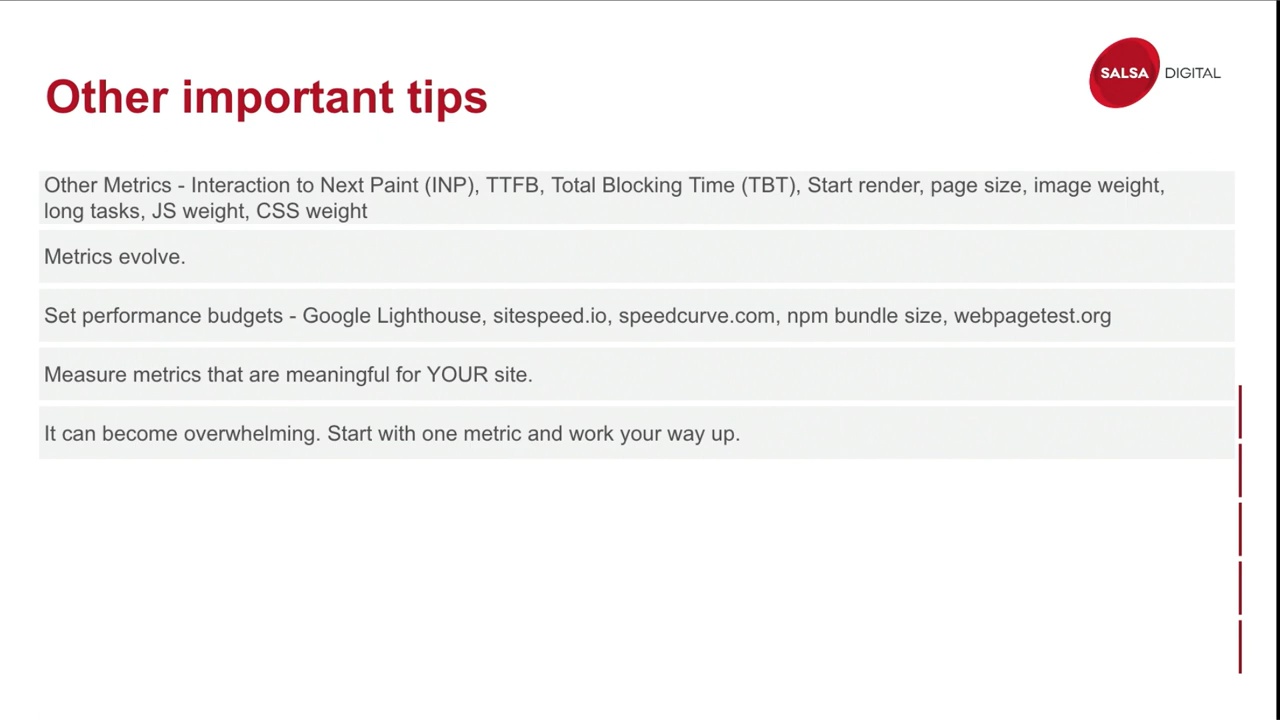 SALSA DIGITAL
Other important tips
Other Metrics - Interaction to Next Paint (INP), TTFB, Total Blocking Time (TBT), Start render, page size, image weight,
long tasks, JS weight, CSS weight
Metrics evolve.
Set performance budgets - Google Lighthouse, sitespeed.io, speedcurve.com, npm bundle size, webpagetest.org
Measure metrics that are meaningful for YOUR site.
It can become overwhelming. Start with one metric and work your way up.